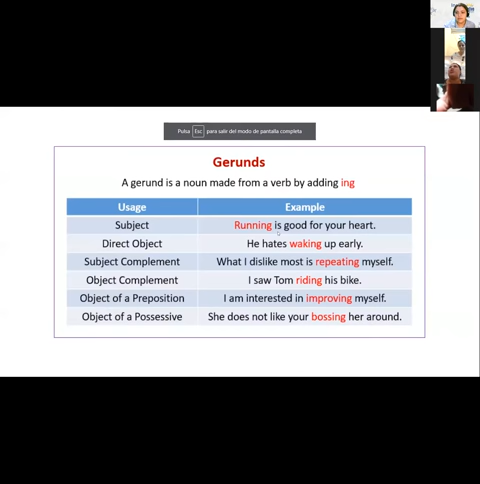 Pulsa Esc para salir del modo de pantalla completa
Gerunds
A gerund is a noun made from a verb by adding ing
Usage Example
Subject Running is good for your heart.
Direct Object He hates waking up early.
Subject Complement What I dislike most is repeating myself.
Object Complement I saw Tom riding his bike.
Object of a Preposition I am interested in improving myself.
Object of a Possessive She does not like your bossing her around.